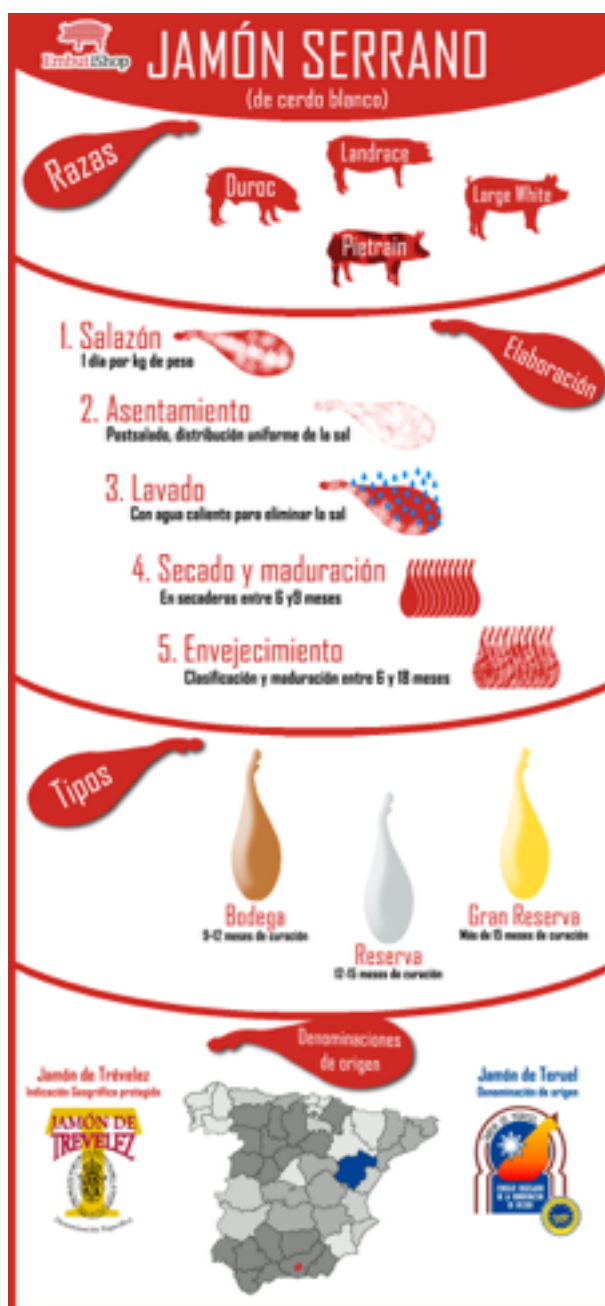 EmbutiShop
JAMÓN SERRANO
(de cerdo blanco)
Razas
Landrace
Duroc
Large White
Pietrain
1. Salazón
1 día por kg de peso
Elaboración
2. Asentamiento
Postsalado, distribución uniforme de la sal
3. Lavado
Con agua caliente para eliminar la sal
4. Secado y maduración
En secaderos entre 6 y9 meses
5. Envejecimiento
Clasificación y maduración entre 6 y 18 meses
Tipos
Bodega
9-12 meses de curación
Reserva
12-15 meses de curación
Gran Reserva
Más de 15 meses de curación
Denominaciones
de origen
Jamón de Trévelez
Indicación Geográfica protegida
JAMÓN DE
TREVELEZ
Jamón de Teruel
Denominación de origen